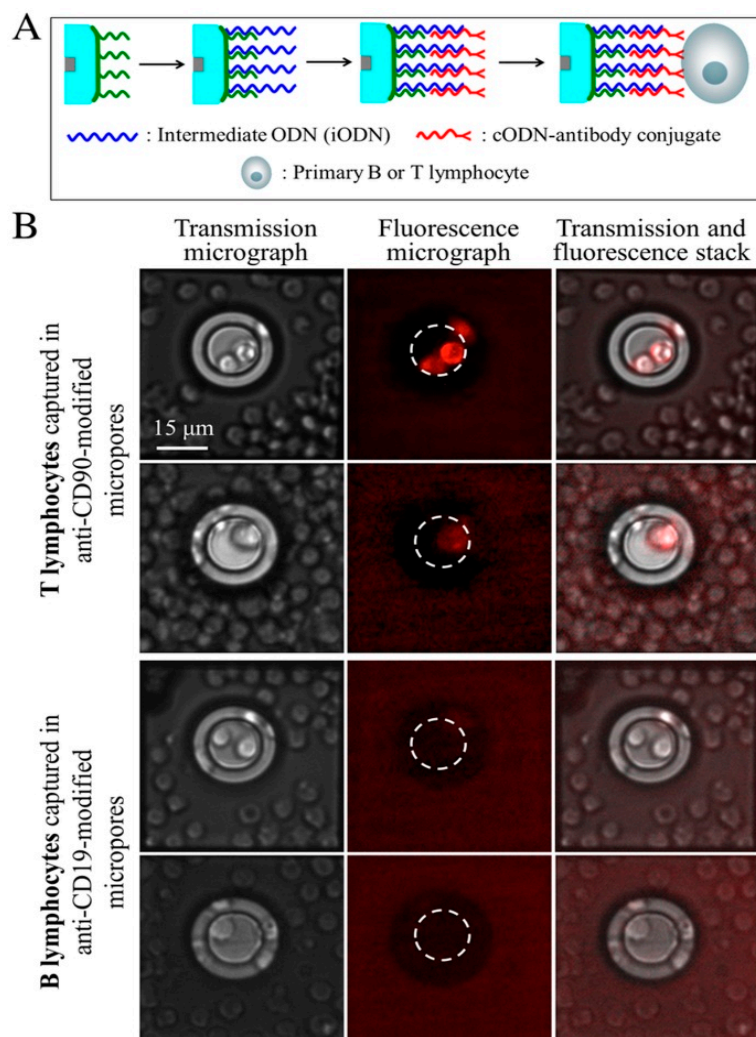 A
: Intermediate ODN (iODN)
: cODN-antibody conjugate
: Primary B or T lymphocyte
B
Transmission
micrograph
Fluorescence
micrograph
Transmission and
fluorescence stack
T lymphocytes captured in
anti-CD90-modified
micropores
15 μm
B lymphocytes captured in
anti-CD19-modified
micropores